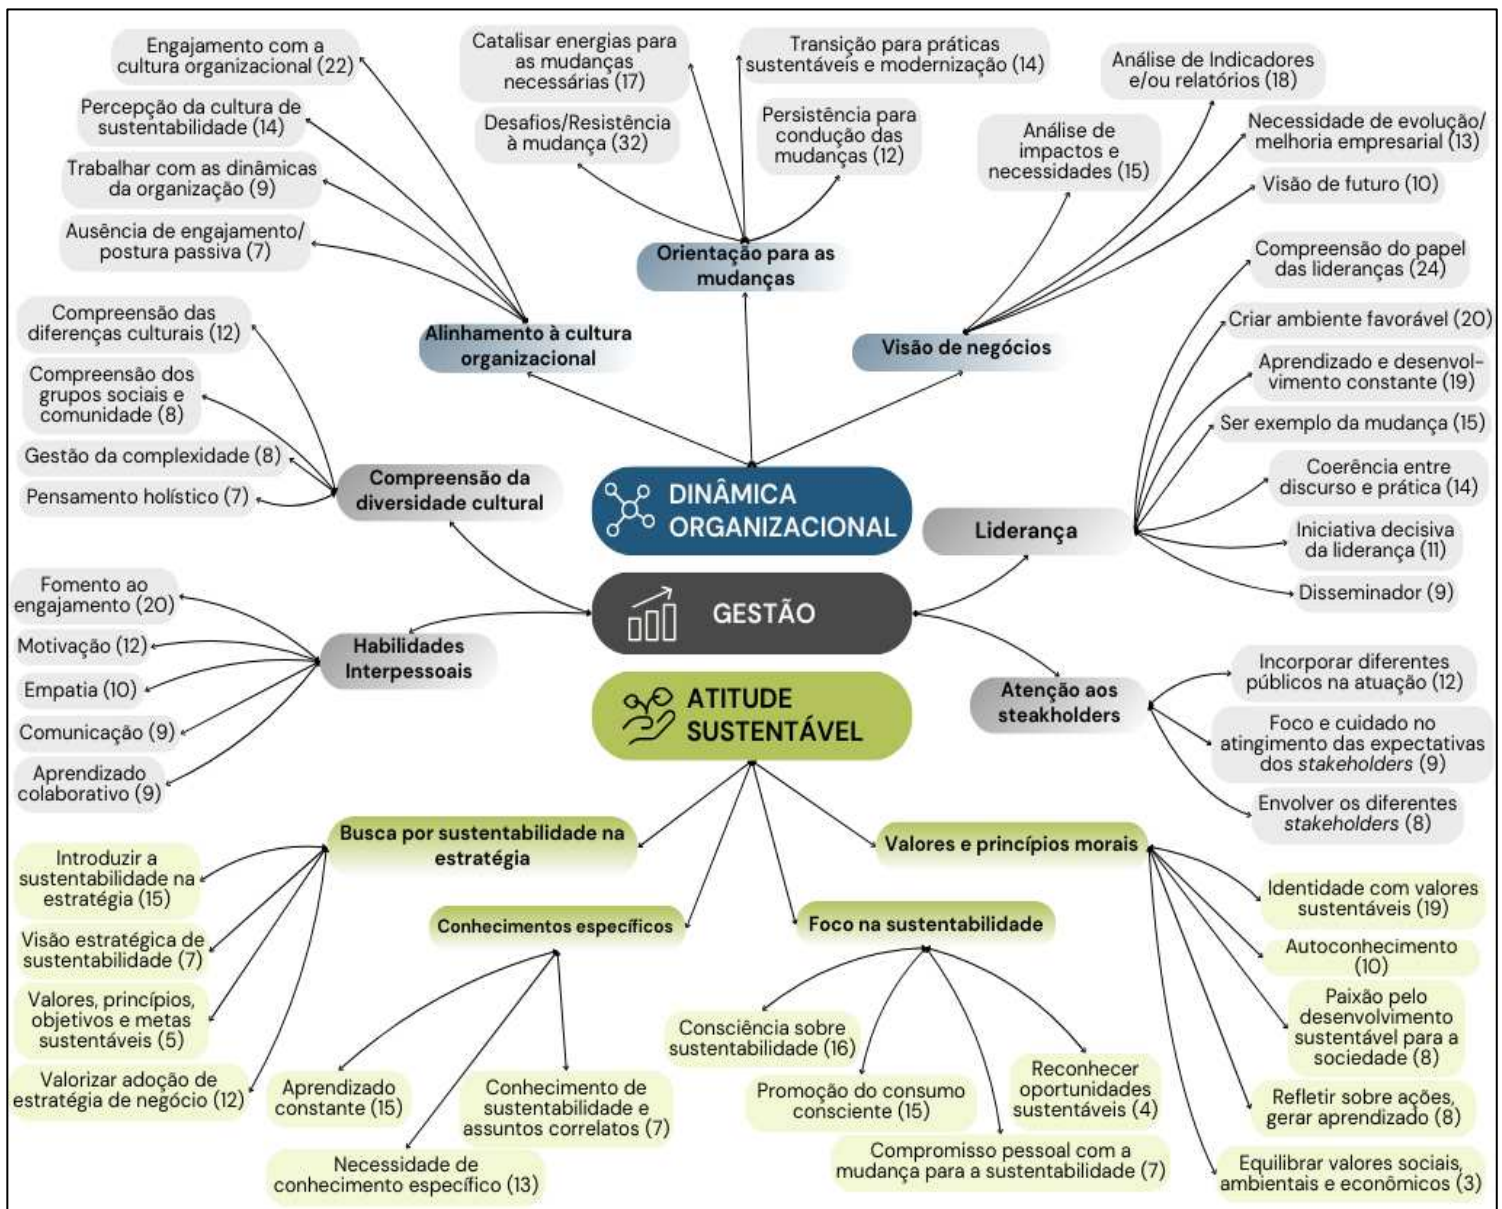 Engajamento com a
cultura organizacional (22)
Percepção da cultura de
sustentabilidade (14)
Trabalhar com as dinâmicas
da organização (9)
Ausência de engajamento/
postura passiva (7)
Alinhamento à cultura
organizacional
Catalisar energias para
as mudanças
necessárias (17)
Desafios/Resistência
à mudança (32)
Transição para práticas
sustentáveis e modernização (14)
Persistência para
condução das
mudanças (12)
Orientação para as
mudanças
Análise de Indicadores
e/ou relatórios (18)
Análise de
impactos e
necessidades (15)
Necessidade de evolução/
melhoria empresarial (13)
Visão de futuro (10)
Visão de negócios
DINÂMICA
ORGANIZACIONAL
Compreensão das
diferenças culturais (12)
Compreensão dos
grupos sociais e
comunidade (8)
Gestão da complexidade (8)
Pensamento holístico (7)
Compreensão da
diversidade cultural
Compreensão do papel
das lideranças (24)
Criar ambiente favorável (20)
Aprendizado e desenvol-
vimento constante (19)
Ser exemplo da mudança (15)
Coerência entre
discurso e prática (14)
Iniciativa decisiva
da liderança (11)
Disseminador (9)
Liderança
GESTÃO
Fomento ao
engajamento (20)
Motivação (12)
Empatia (10)
Comunicação (9)
Aprendizado
colaborativo (9)
Habilidades
Interpessoais
Atenção aos
steakholders
Incorporar diferentes
públicos na atuação (12)
Foco e cuidado no
atingimento das expectativas
dos stakeholders (9)
Envolver os diferentes
stakeholders (8)
ATITUDE
SUSTENTÁVEL
Busca por sustentabilidade na
estratégia
Introduzir a
sustentabilidade na
estratégia (15)
Visão estratégica de
sustentabilidade (7)
Valores, princípios,
objetivos e metas
sustentáveis (5)
Valorizar adoção de
estratégia de negócio (12)
Conhecimentos específicos
Aprendizado
constante (15)
Necessidade de
conhecimento específico (13)
Conhecimento de
sustentabilidade e
assuntos correlatos (7)
Foco na sustentabilidade
Consciência sobre
sustentabilidade (16)
Promoção do consumo
consciente (15)
Compromisso pessoal com a
mudança para a sustentabilidade (7)
Reconhecer
oportunidades
sustentáveis (4)
Valores e princípios morais
Identidade com valores
sustentáveis (19)
Autoconhecimento
(10)
Paixão pelo
desenvolvimento
sustentável para a
sociedade (8)
Refletir sobre ações,
gerar aprendizado (8)
Equilibrar valores sociais,
ambientais e econômicos (3)